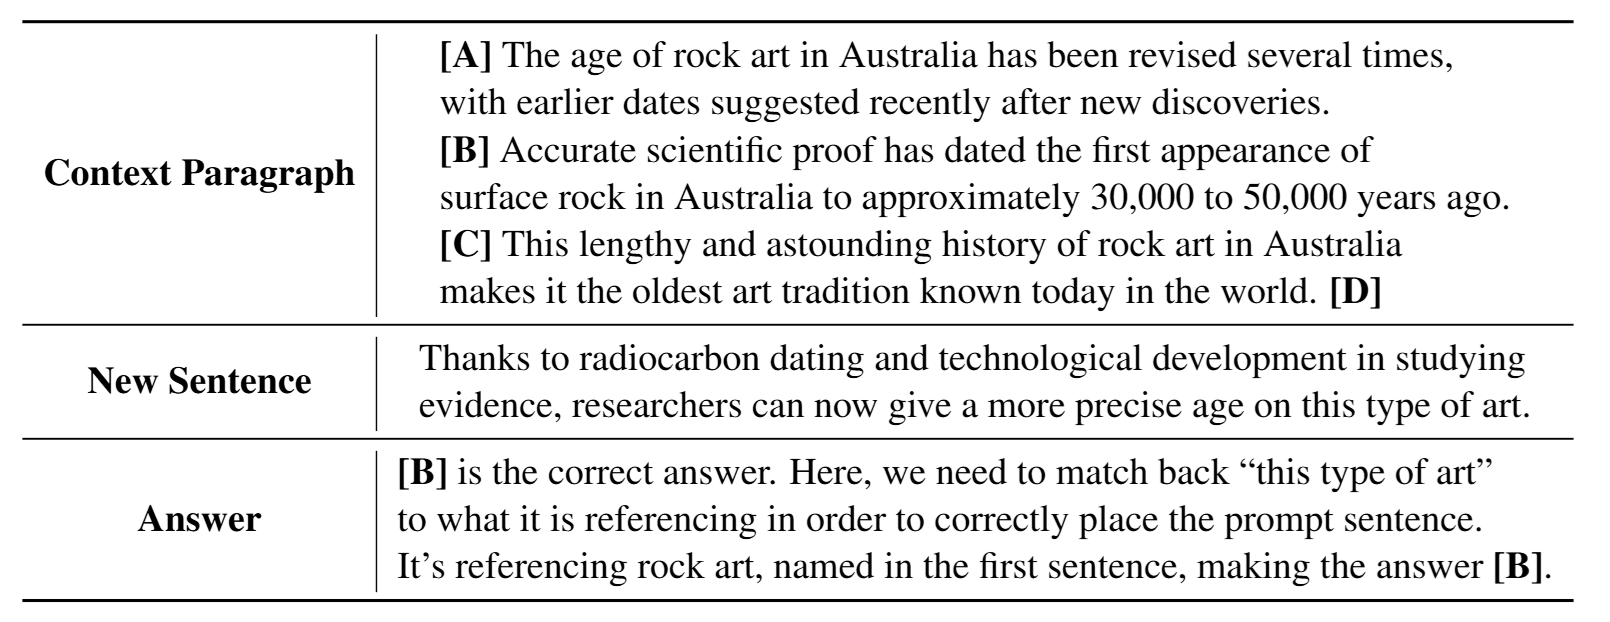 Context Paragraph
[A] The age of rock art in Australia has been revised several times,
with earlier dates suggested recently after new discoveries.
[B] Accurate scientific proof has dated the first appearance of
surface rock in Australia to approximately 30,000 to 50,000 years ago.
[C] This lengthy and astounding history of rock art in Australia
makes it the oldest art tradition known today in the world. [D]
New Sentence
Thanks to radiocarbon dating and technological development in studying
evidence, researchers can now give a more precise age on this type of art.
Answer
[B] is the correct answer. Here, we need to match back “this type of art”
to what it is referencing in order to correctly place the prompt sentence.
It’s referencing rock art, named in the first sentence, making the answer [B].